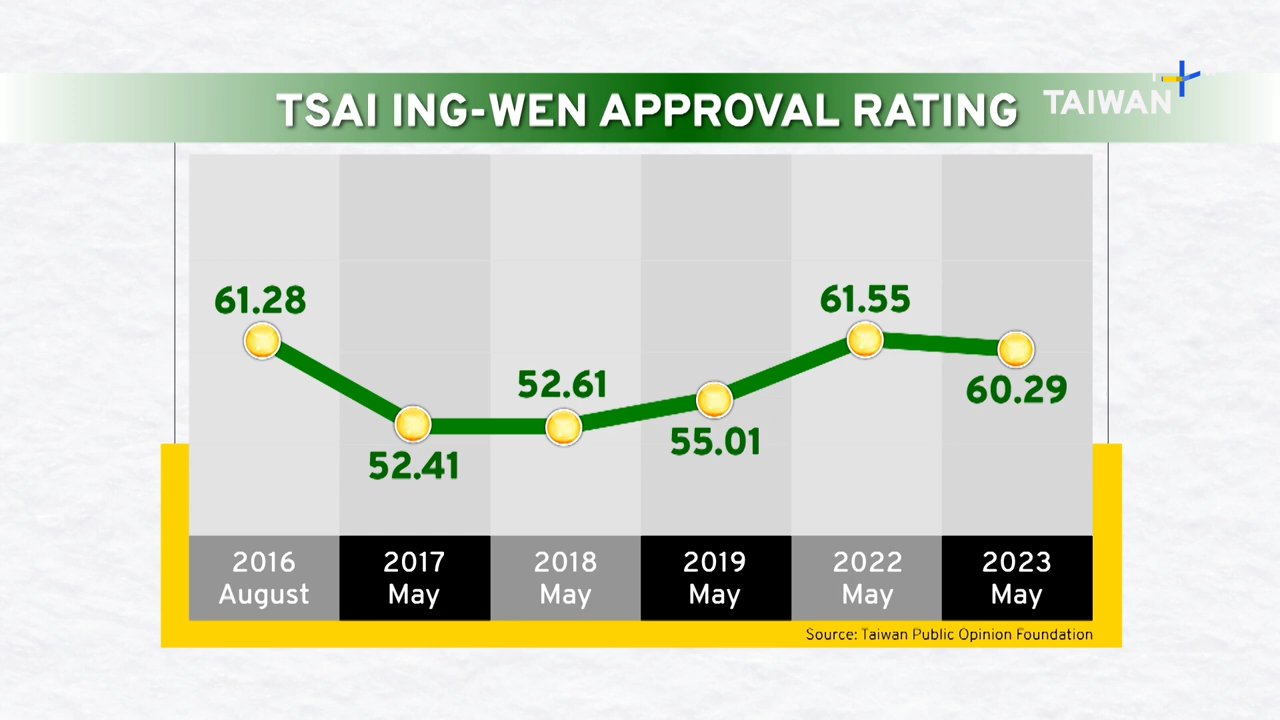 TSAI ING-WEN APPROVAL RATING
TAIWAN+
61.28
52.41
52.61
55.01
61.55
60.29
2016
August
2017
May
2018
May
2019
May
2022
May
2023
May
Source: Taiwan Public Opinion Foundation